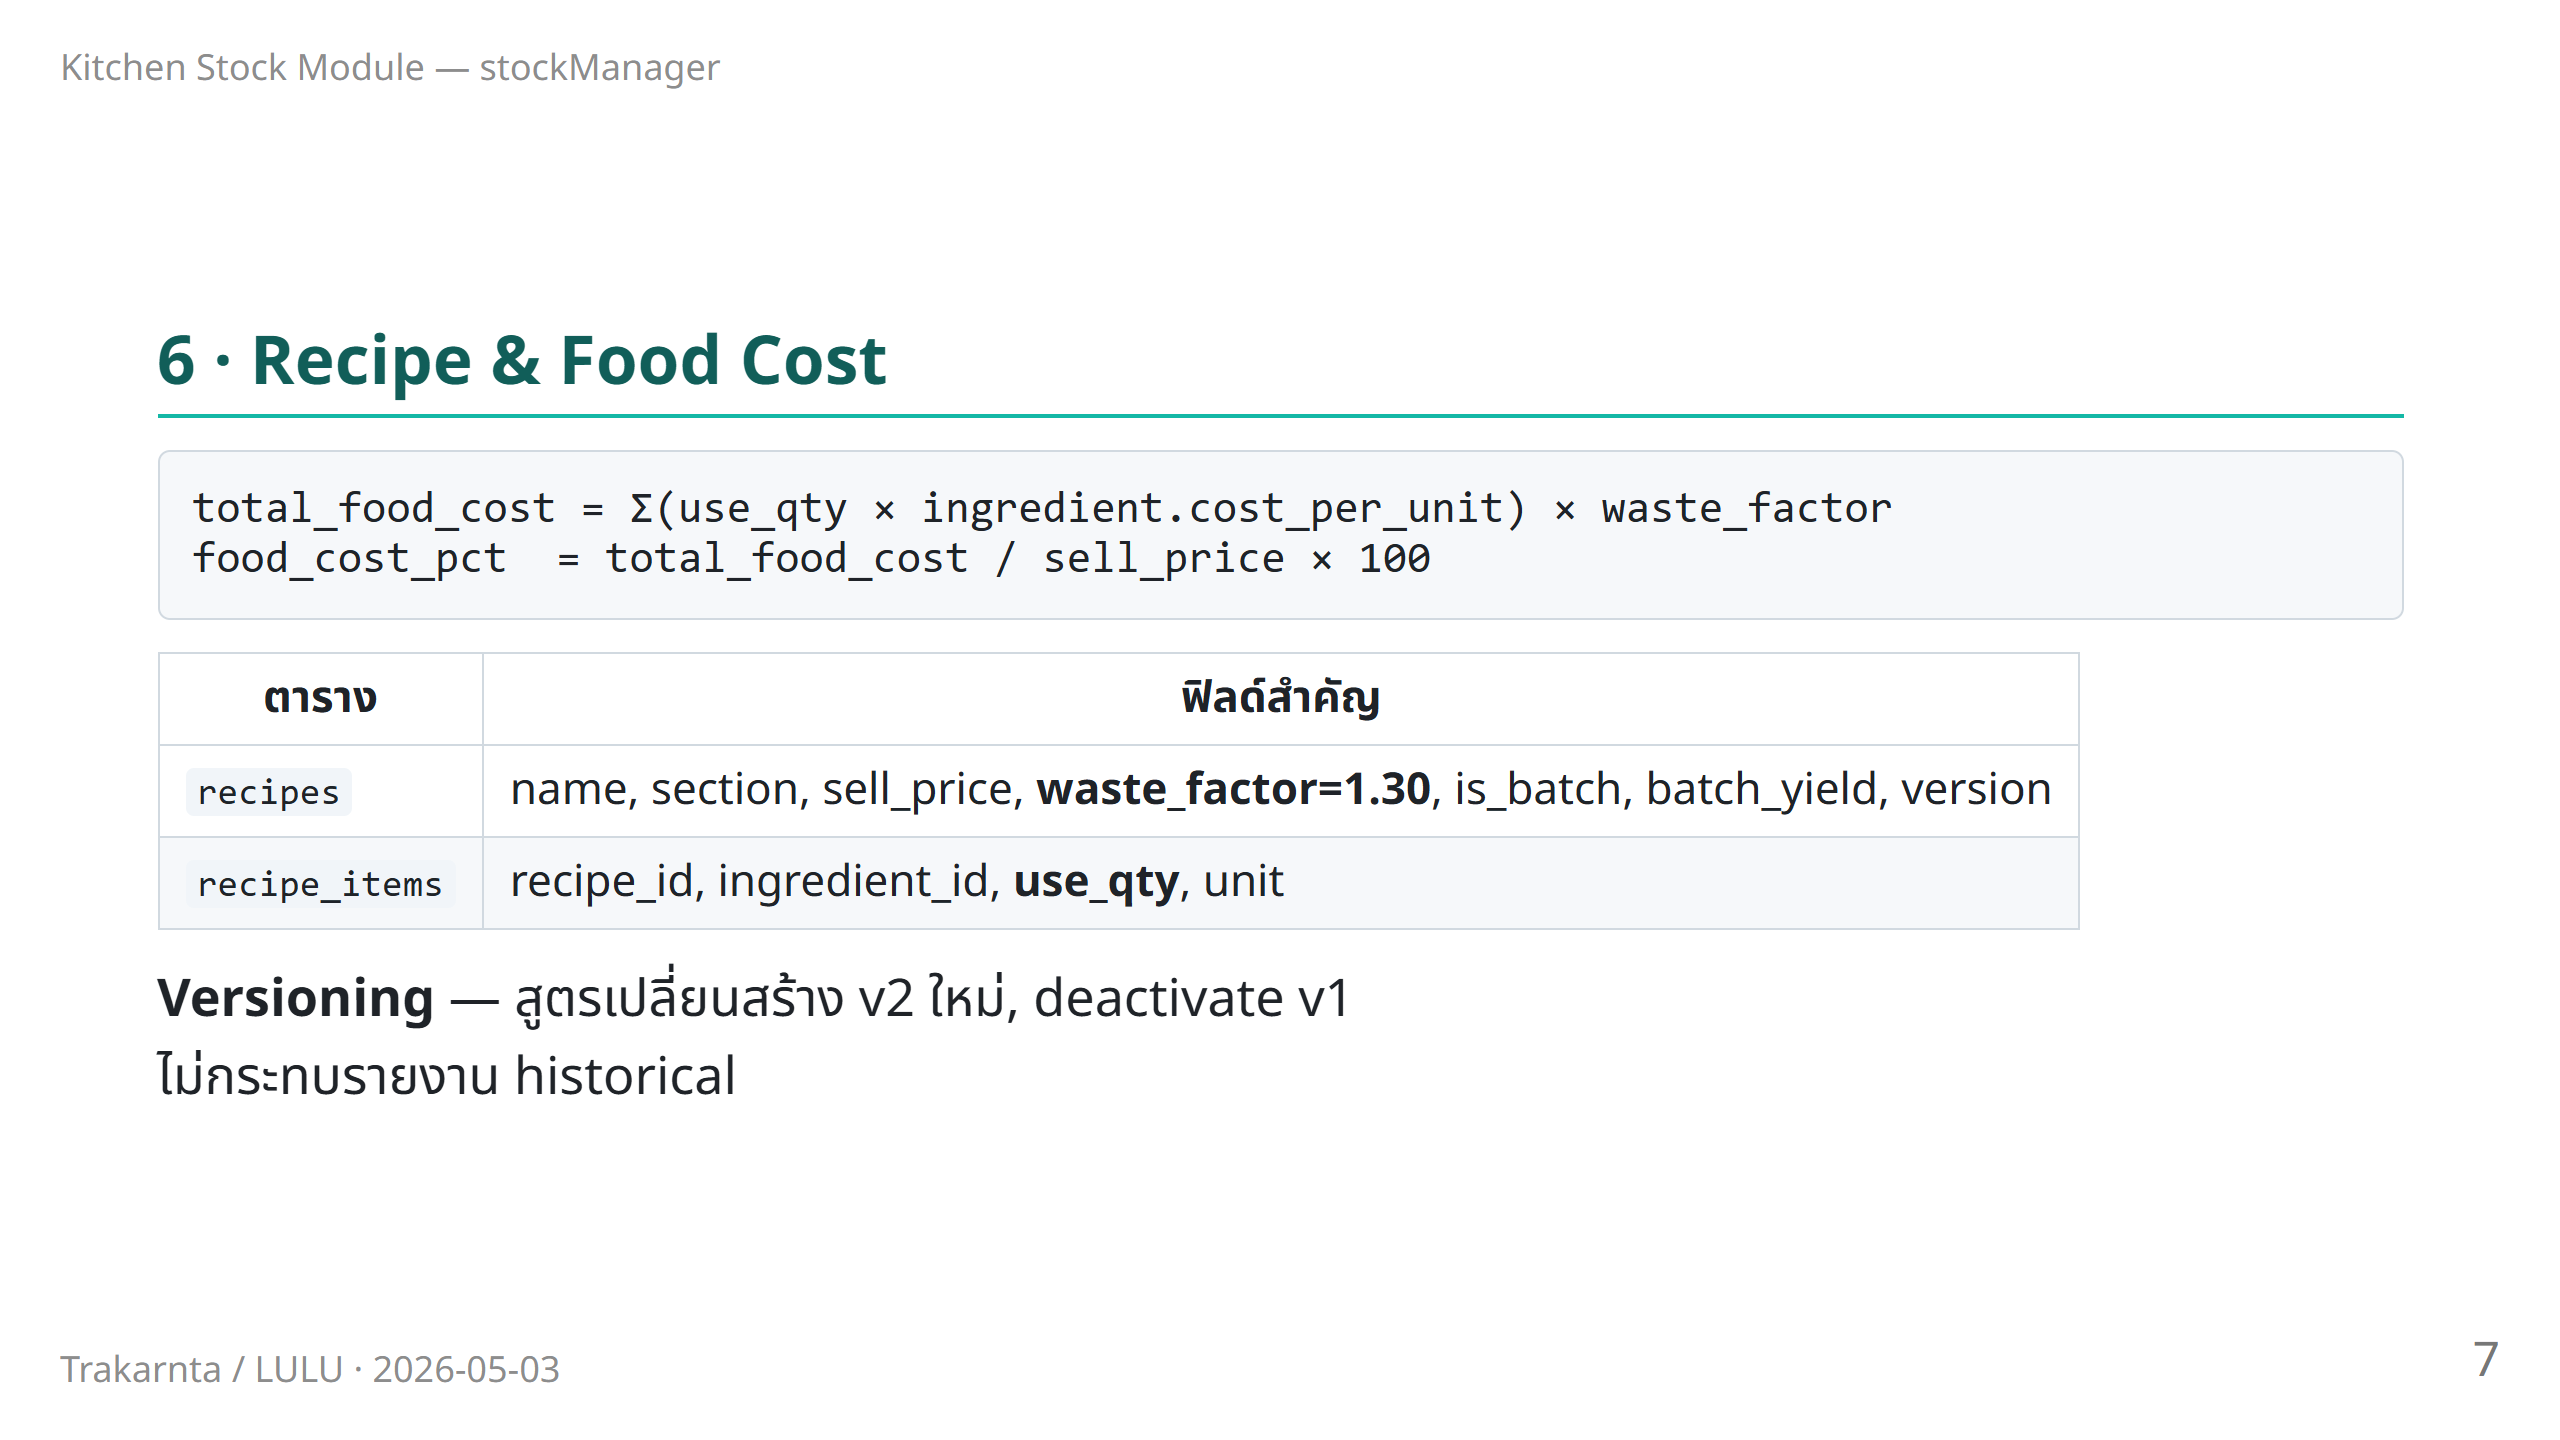 Kitchen Stock Module — stockManager
6 · Recipe & Food Cost
total_food_cost = Σ(use_qty × ingredient.cost_per_unit) × waste_factor
food_cost_pct  = total_food_cost / sell_price × 100
ตาราง ฟิลด์สำคัญ
recipes name, section, sell_price, waste_factor=1.30, is_batch, batch_yield, version
recipe_items recipe_id, ingredient_id, use_qty, unit
Versioning — สูตรเปลี่ยนสร้าง v2 ใหม่, deactivate v1
ไม่กระทบรายงาน historical
Trakarnta / LULU · 2026-05-03
7